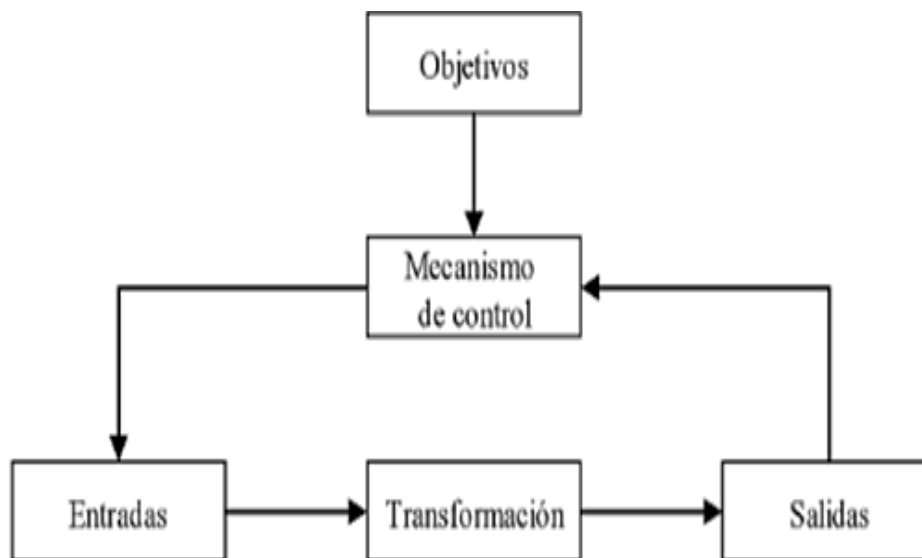 Objetivos
Mecanismo
de control
Entradas
Transformación
Salidas